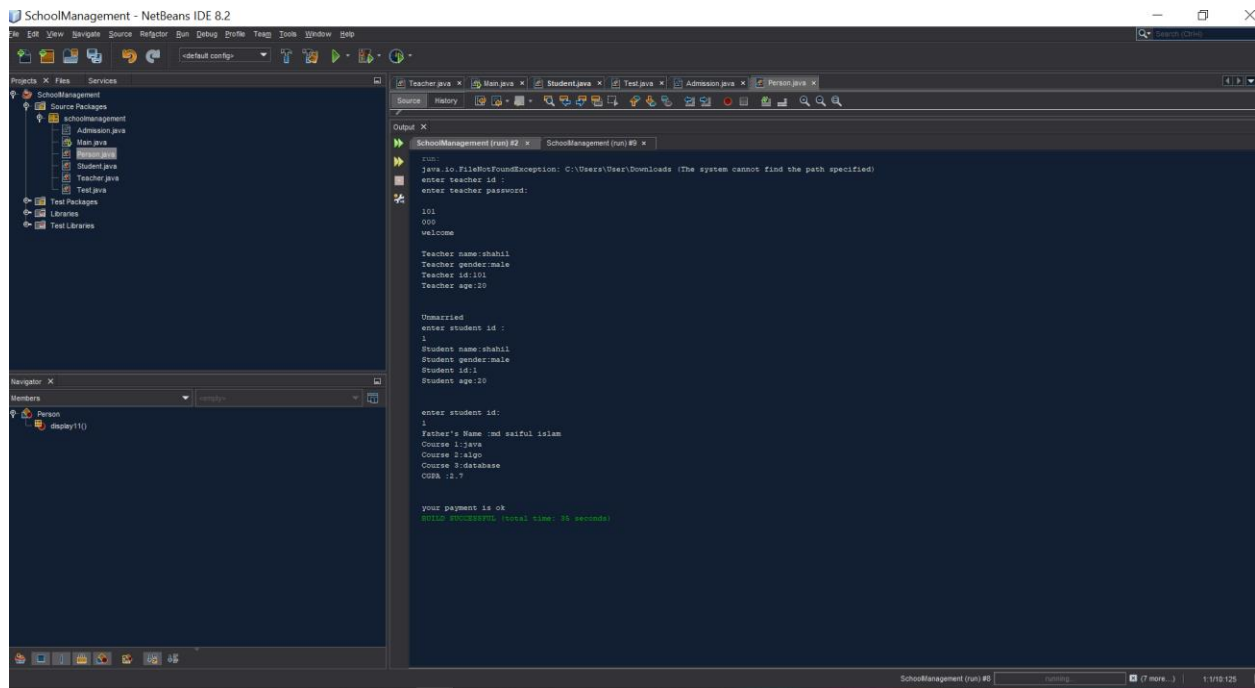 SchoolManagement - NetBeans IDE 8.2
File Edit View Navigate Source Refactor Run Debug Profile Team Tools Window Help
Search (Ctrl+I)
<default config>
Projects Files Services
Teacher.java Main.java Student.java Test.java Admission.java Person.java
SchoolManagement
Source Packages
schoolmanagement
Admission.java
Main.java
Person.java
Student.java
Teacher.java
Test.java
Test Packages
Libraries
Test Libraries
Source History
Output
SchoolManagement (run) #2 SchoolManagement (run) #9
run:
java.io.FileNotFoundException: C:\Users\User\Downloads (The system cannot find the path specified)
enter teacher id :
enter teacher password:
101
000
welcome
Teacher name:shahil
Teacher gender:male
Teacher id:101
Teacher age:20
Unmarried
enter student id :
1
Student name:shahil
Student gender:male
Student id:1
Student age:20
enter student id:
1
Father's Name :md saiful islam
Course 1:java
Course 2:algo
Course 3:database
CGPA :2.7
your payment is ok
BUILD SUCCESSFUL (total time: 35 seconds)
Navigator
Members <empty>
Person
display11()
SchoolManagement (run) #8 running... (7 more...) 1:1/10:125